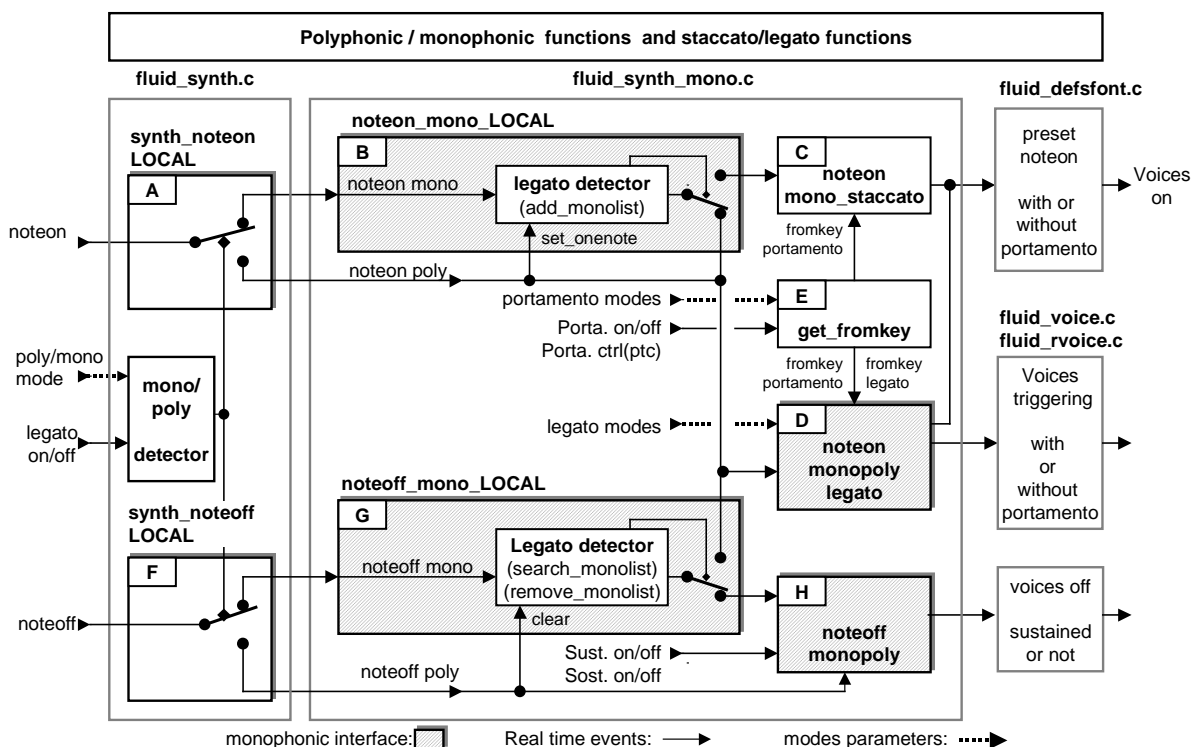 Polyphonic / monophonic functions and staccato/legato functions
fluid_synth.c
fluid_synth_mono.c
fluid_defsfont.c
synth_noteon
LOCAL
A
noteon
noteon_mono_LOCAL
B
noteon mono
legato detector
(add_monolist)
set_onenote
noteon poly
C
noteon
mono_staccato
preset
noteon
with or
without
portamento
Voices
on
fromkey
portamento
portamento modes
Porta. on/off
Porta. ctrl(ptc)
E
get_fromkey
fromkey
portamento
fromkey
legato
fluid_voice.c
fluid_rvoice.c
poly/mono
mode
legato
on/off
mono/
poly
detector
legato modes
D
noteon
monopoly
legato
Voices
triggering
with
or
without
portamento
synth_noteoff
LOCAL
F
noteoff
noteoff_mono_LOCAL
G
noteoff mono
Legato detector
(search_monolist)
(remove_monolist)
clear
noteoff poly
Sust. on/off
Sost. on/off
H
noteoff
monopoly
voices off
sustained
or not
monophonic interface:
Real time events:
modes parameters: